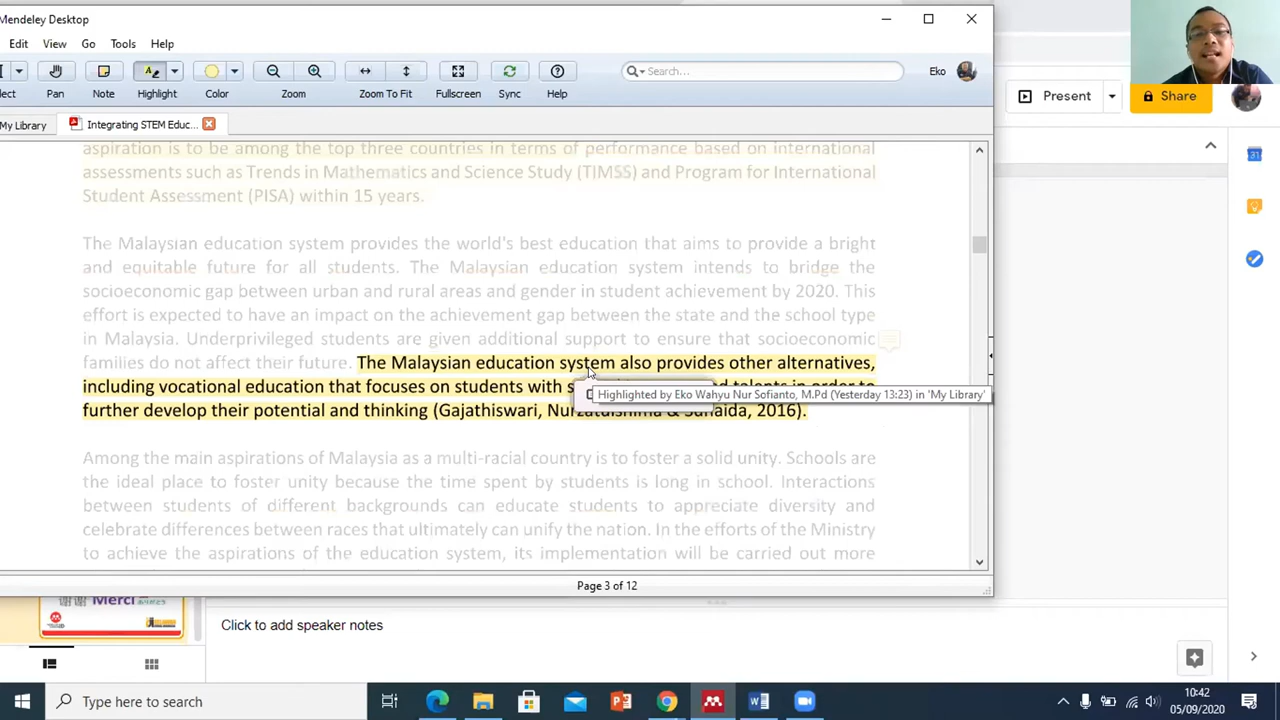 Mendeley Desktop
Edit View Go Tools Help
Pan Note Highlight Color Zoom Zoom To Fit Fullscreen Sync Help
Search...
Eko
My Library
Integrating STEM Educ...
Present
Share
31
aspiration is to be among the top three countries in terms of performance based on international
assessments such as Trends in Mathematics and Science Study (TIMSS) and Program for International
Student Assessment (PISA) within 15 years.
The Malaysian education system provides the world's best education that aims to provide a bright
and equitable future for all students. The Malaysian education system intends to bridge the
socioeconomic gap between urban and rural areas and gender in student achievement by 2020. This
effort is expected to have an impact on the achievement gap between the state and the school type
in Malaysia. Underprivileged students are given additional support to ensure that socioeconomic
families do not affect their future. The Malaysian education system also provides other alternatives,
including vocational education that focuses on students with talents in order to
Highlighted by Eko Wahyu Nur Sofianto, M.Pd (Yesterday 13:23) in 'My Library'
further develop their potential and thinking (Gajathiswari, Nurzatulshima & Sufiaida, 2016).
Among the main aspirations of Malaysia as a multi-racial country is to foster a solid unity. Schools are
the ideal place to foster unity because the time spent by students is long in school. Interactions
between students of different backgrounds can educate students to appreciate diversity and
celebrate differences between races that ultimately can unify the nation. In the efforts of the Ministry
to achieve the aspirations of the education system, its implementation will be carried out more
Page 3 of 12
Merci
Click to add speaker notes
Type here to search
10:42
05/09/2020